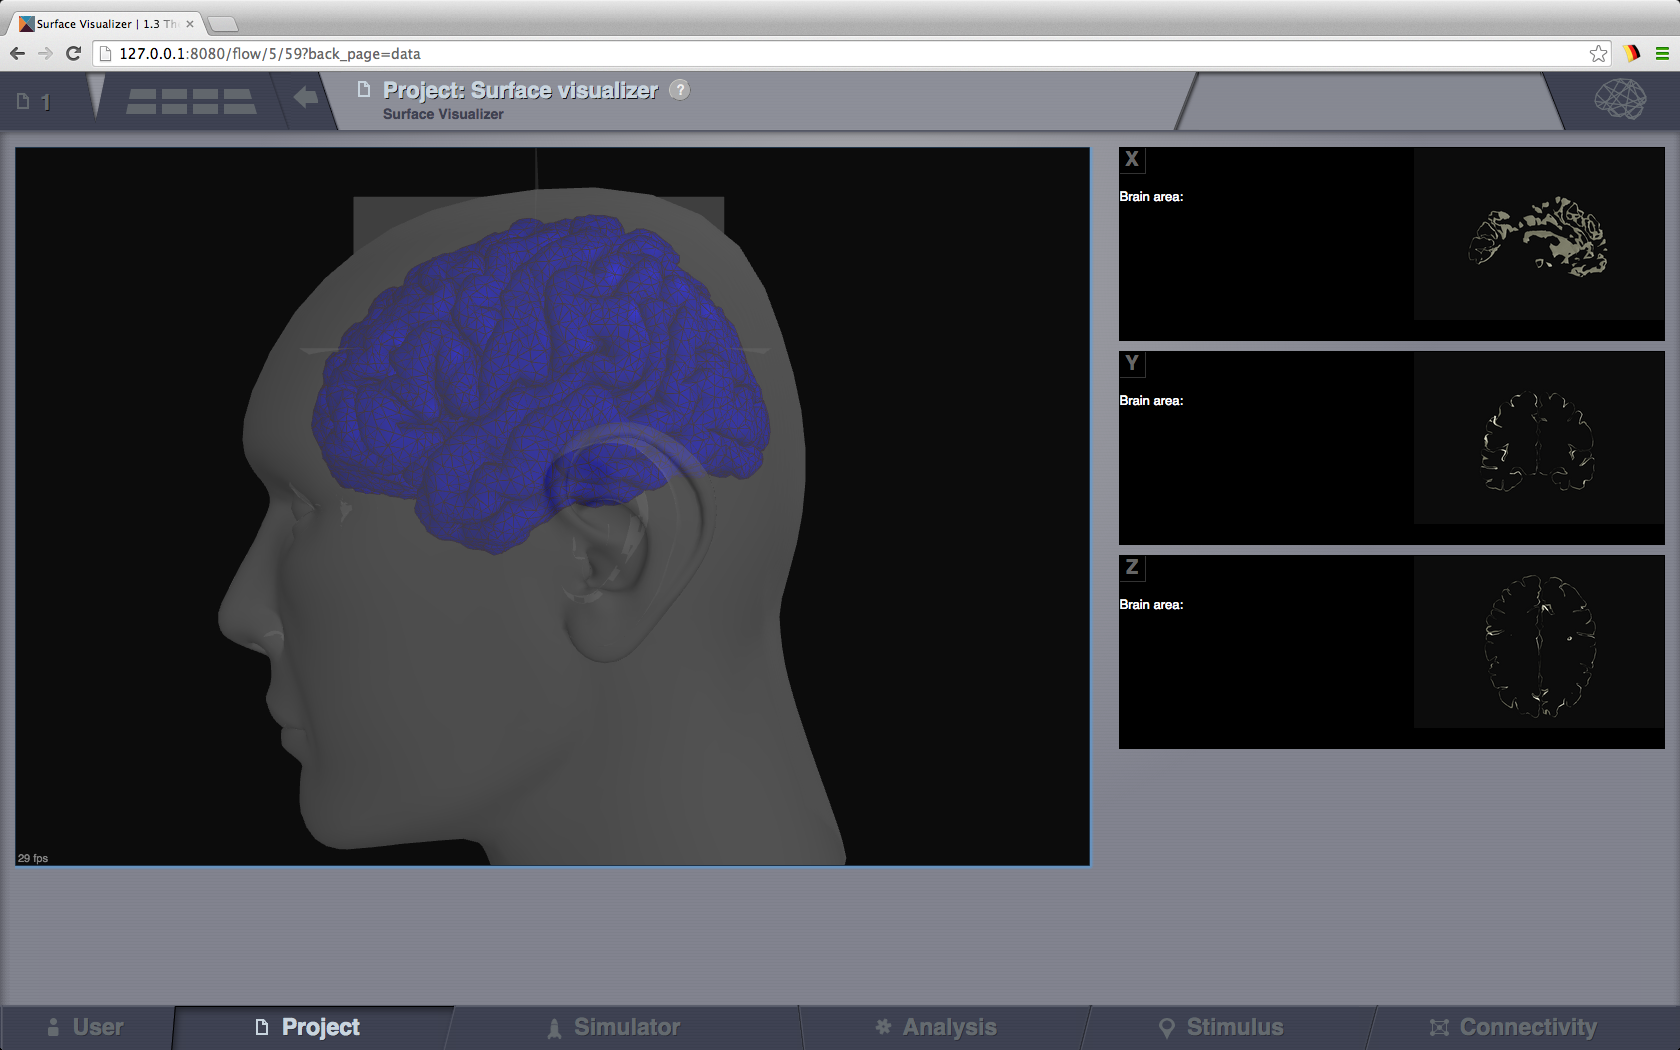 Surface Visualizer | 1.3 Th
127.0.0.1:8080/flow/5/59?back_page=data
1
Project: Surface visualizer ?
Surface Visualizer
X
Brain area:
Y
Brain area:
Z
Brain area:
29 fps
User
Project
Simulator
Analysis
Stimulus
Connectivity